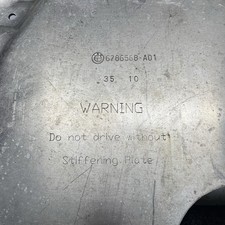 6786568-A01
35 10
WARNING
Do not drive without
Stiffening Plate